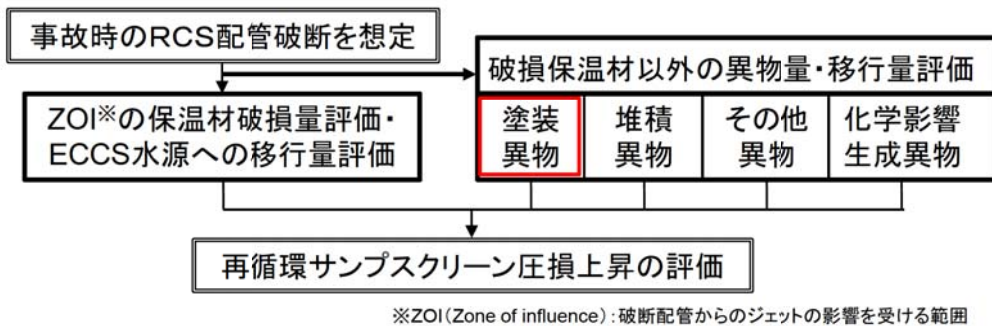 事故時のRCS配管破断を想定
破損保温材以外の異物量・移行量評価
ZOI※の保温材破損量評価・
ECCS水源への移行量評価
塗装
異物
堆積
異物
その他
異物
化学影響
生成異物
再循環サンプスクリーン圧損上昇の評価
※ZOI(Zone of influence):破断配管からのジェットの影響を受ける範囲